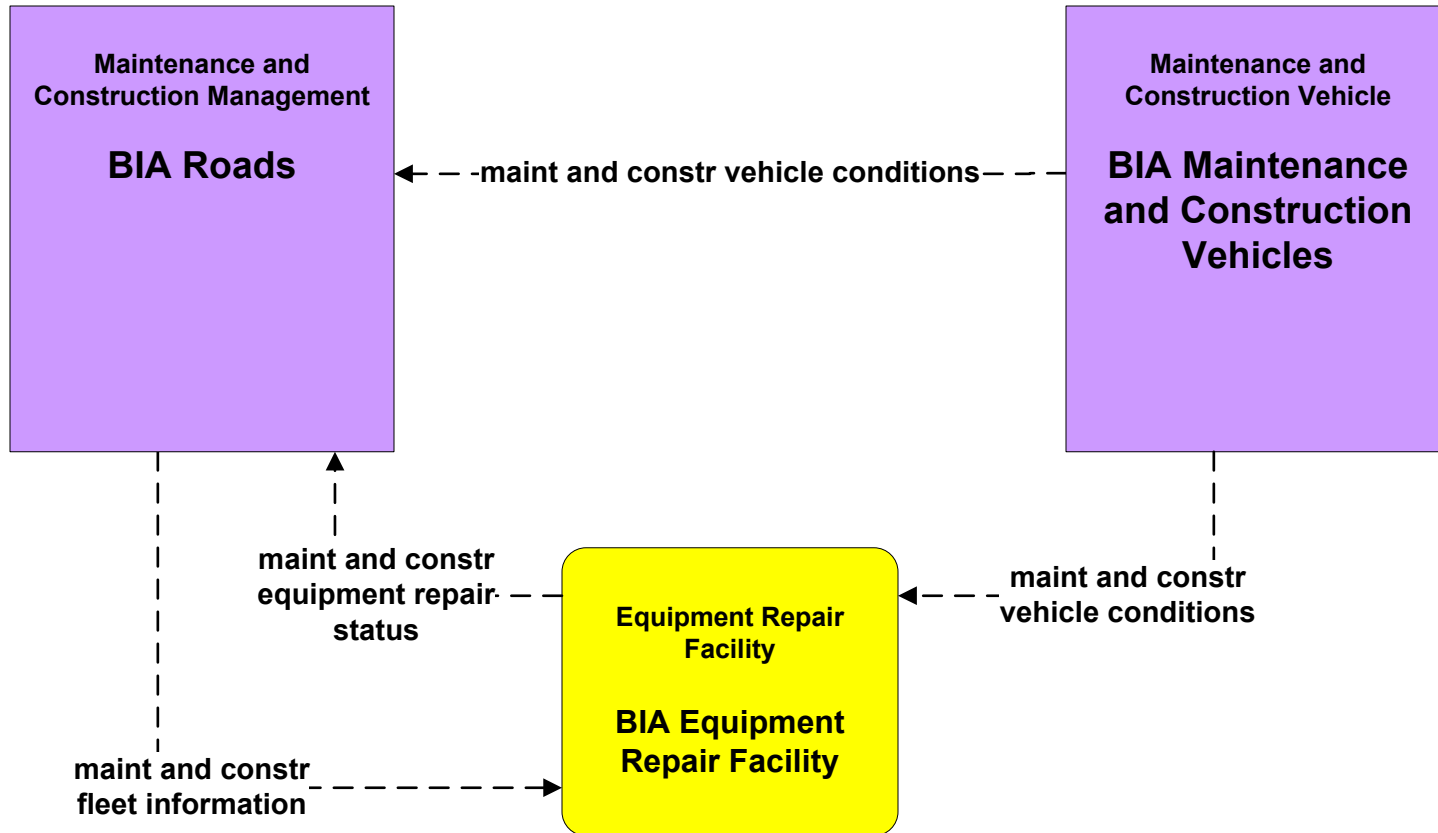 Maintenance and
Construction Management
BIA Roads
Maintenance and
Construction Vehicle
BIA Maintenance
and Construction
Vehicles
maint and constr vehicle conditions
maint and constr
equipment repair
status
maint and constr
vehicle conditions
Equipment Repair
Facility
BIA Equipment
Repair Facility
maint and constr
fleet information